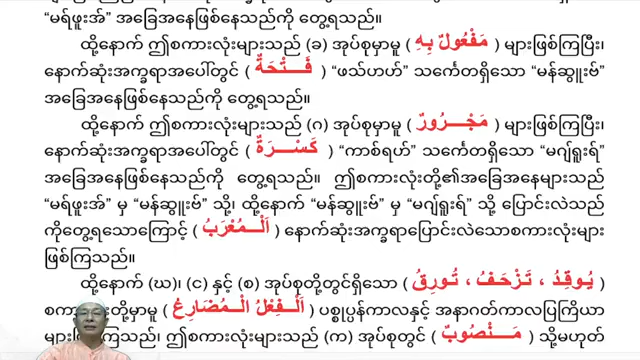 “မရ်ဖူးအ်” အခြေအနေဖြစ်နေသည်ကို တွေ့ရသည်။
ထို့နောက် ဤစကားလုံးများသည် (ခ) အုပ်စုမှာမူ ( مَفْعُولٌ بِهِ ) များဖြစ်ကြပြီး၊
နောက်ဆုံးအက္ခရာအပေါ်တွင် ( فَــتْحَةٌ ) “ဖသ်ဟဟ်” သင်္ကေတရှိသော “မန်ဆွူးဗ်”
အခြေအနေဖြစ်နေသည်ကို တွေ့ရသည်။
ထို့နောက် ဤစကားလုံးများသည် (ဂ) အုပ်စုမှာမူ ( مَجْــرُورٌ ) များဖြစ်ကြပြီး၊
နောက်ဆုံးအက္ခရာအပေါ်တွင် ( كَسْــرَةٌ ) “ကာစ်ရဟ်” သင်္ကေတရှိသော “မဂျ်ရူးရ်”
အခြေအနေဖြစ်နေသည်ကို တွေ့ရသည်။ ဤစကားလုံးတို့၏အခြေအနေများသည်
“မရ်ဖူးအ်” မှ “မန်ဆွူးဗ်” သို့၊ ထို့နောက် “မန်ဆွူးဗ်” မှ “မဂျ်ရူးရ်” သို့ ပြောင်းလဲသည်
ကိုတွေ့ရသောကြောင့် ( اَلْــمُعْرَبُ ) နောက်ဆုံးအက္ခရာပြောင်းလဲသောစကားလုံးများ
ဖြစ်ကြသည်။
ထို့နောက် (ဃ)၊ (င) နှင့် (စ) အုပ်စုတို့တွင်ရှိသော ( يُـوقِدُ ، تَـزْحَفُ ، تُـورِقُ )
စကားလုံးတို့မှာမူ ( اَلْـفِعْلُ الْـمُضَارِعُ ) ပစ္စုပ္ပန်ကာလနှင့် အနာဂတ်ကာလပြကြိယာ
များဖြစ်ကြသည်၊ ဤစကားလုံးများသည် (က) အုပ်စုတွင် ( مَــنْصُوبٌ ) သို့မဟုတ်